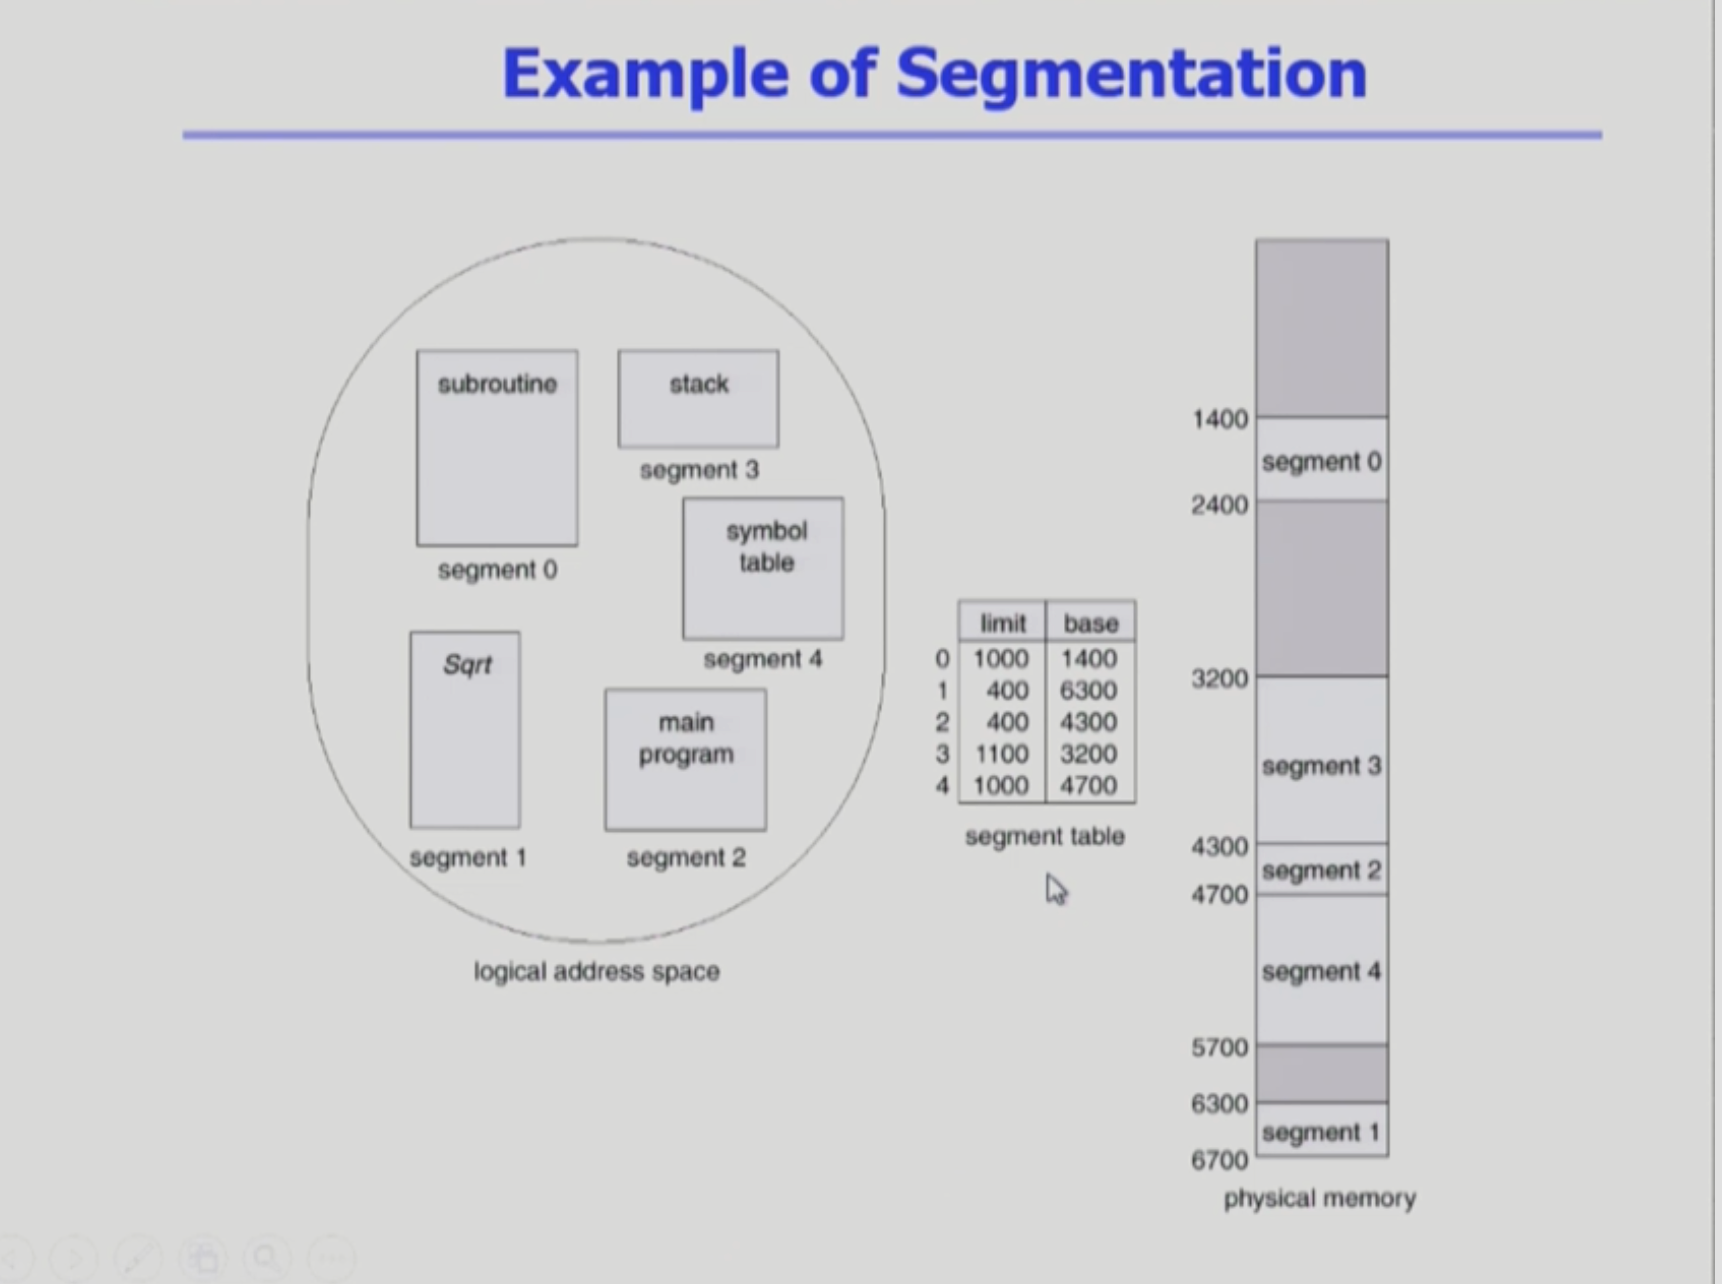 Example of Segmentation
subroutine
segment 0
stack
segment 3
symbol
table
segment 4
Sqrt
segment 1
main
program
segment 2
logical address space
limit base
0 1000 1400
1 400 6300
2 400 4300
3 1100 3200
4 1000 4700
segment table
1400
segment 0
2400
3200
segment 3
4300
segment 2
4700
segment 4
5700
6300
segment 1
6700
physical memory